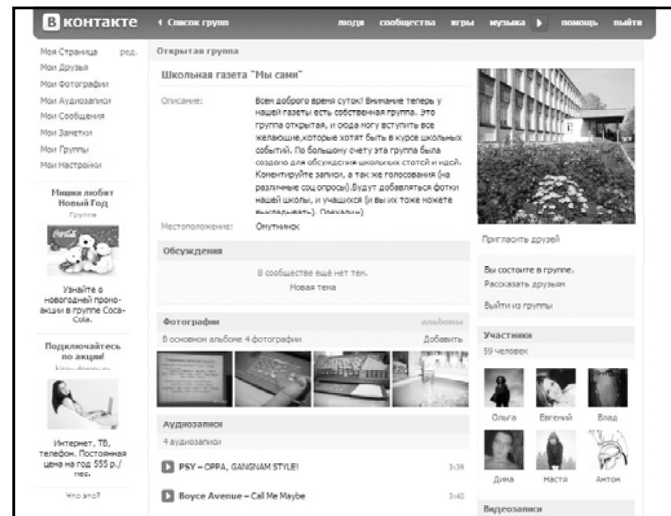 В контакте
Список групп
люди сообщества игры музыка помощь выйти
Моя Страница ред.
Мои Друзья
Мои Фотографии
Мои Аудиозаписи
Мои Сообщения
Мои Заметки
Мои Группы
Мои Настройки
Мишки любят
Новый Год
Группа
Coca-Cola
Узнайте о
новогодней промо-
акции в группе Coca-
Cola.
Подключайтесь
по акции!
Интернет, ТВ,
телефон. Постоянная
цена на год 555 р./
мес.
Что это?
Открытая группа
Школьная газета "Мы сами"
Описание:
Всем доброго время суток! Внимание теперь у
нашей газеты есть собственная группа. Это
группа открытая, и сюда могу вступить все
желающие,которые хотят быть в курсе школьных
событий. По большому счету эта группа была
создана для обсуждения школьных статей и идей.
Коментируйте записи, а так же голосования (на
различные соц опросы).Будут добавляться фотки
нашей школы, и учащихся (и вы их тоже можете
выкладывать). Поехали=)
Местоположение: Омутнинск
Обсуждения
В сообществе ещё нет тем.
Новая тема
Фотографии альбомы
В основном альбоме 4 фотографии Добавить
Аудиозаписи
4 аудиозаписи
PSY – OPPA, GANGNAM STYLE! 3:39
Boyce Avenue – Call Me Maybe 3:40
Пригласить друзей
Вы состоите в группе.
Рассказать друзьям
Выйти из группы
Участники
59 человек
Ольга Евгений Влад
Дима Настя Антон
Видеозаписи